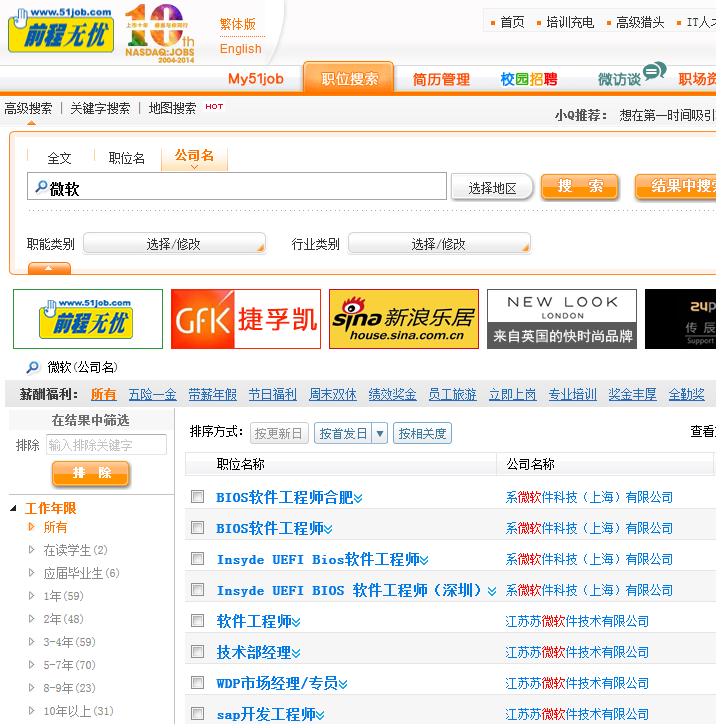 www.51job.com
前程无忧
10th
上市十年 感恩与你同行
NASDAQ:JOBS
2004-2014
繁体版
English
首页 培训充电 高级猎头
My51job 职位搜索 简历管理 校园招聘 微访谈
高级搜索 | 关键字搜索 | 地图搜索 HOT
小Q推荐: 想在第一时间吸引
全文 职位名 公司名
微软 选择地区 搜 索 结果中搜
职能类别 选择/修改 行业类别 选择/修改
www.51job.com
前程无忧
GfK 捷孚凯
sina 新浪乐居
house.sina.com.cn
NEW LOOK
LONDON
来自英国的快时尚品牌
24
传 辰
Support
微软(公司名)
薪酬福利: 所有 五险一金 带薪年假 节日福利 周末双休 绩效奖金 员工旅游 立即上岗 专业培训 奖金丰厚 全勤奖
在结果中筛选
排除 输入排除关键字
排 除
工作年限
所有
在读学生(2)
应届毕业生(6)
1年(59)
2年(48)
3-4年(59)
5-7年(70)
8-9年(23)
10年以上(31)
排序方式: 按更新日 按首发日 按相关度 查看
职位名称 公司名称
BIOS软件工程师合肥 系微软件科技（上海）有限公司
BIOS软件工程师 系微软件科技（上海）有限公司
Insyde UEFI Bios软件工程师 系微软件科技（上海）有限公司
Insyde UEFI BIOS 软件工程师（深圳） 系微软件科技（上海）有限公司
软件工程师 江苏苏微软件技术有限公司
技术部经理 江苏苏微软件技术有限公司
WDP市场经理/专员 江苏苏微软件技术有限公司
sap开发工程师 江苏苏微软件技术有限公司